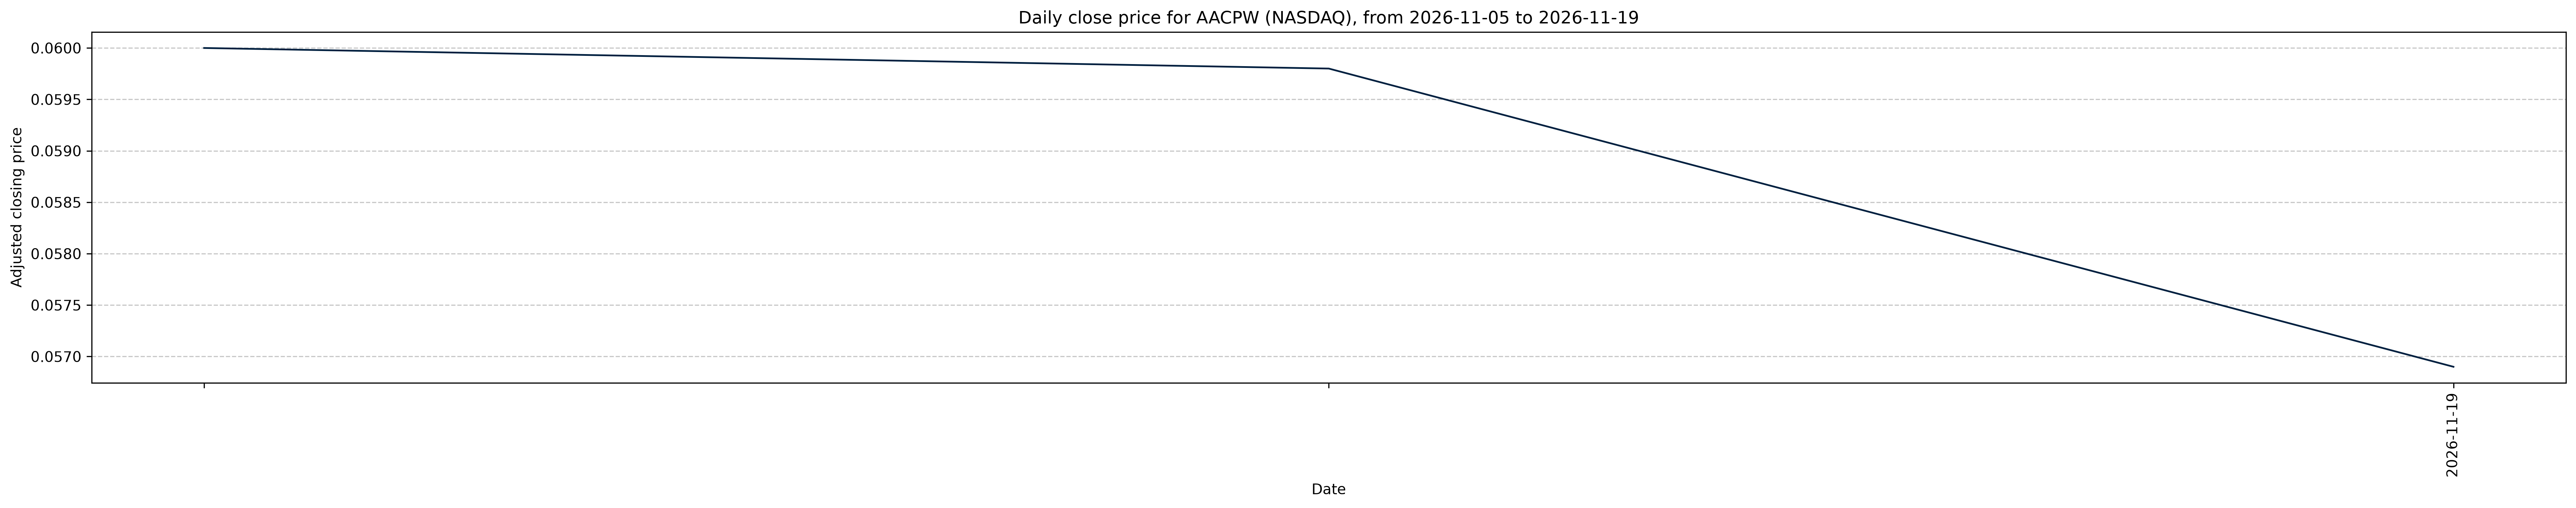 Daily close price for AACPW (NASDAQ), from 2026-11-05 to 2026-11-19
Adjusted closing price
0.0600
0.0595
0.0590
0.0585
0.0580
0.0575
0.0570
2026-11-19
Date